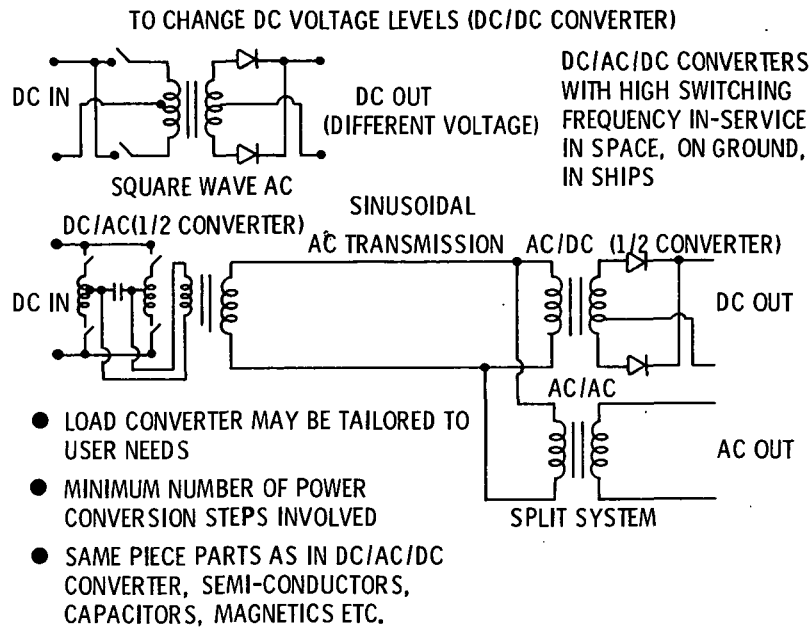 TO CHANGE DC VOLTAGE LEVELS (DC/DC CONVERTER)
DC IN
DC OUT
(DIFFERENT VOLTAGE)
DC/AC/DC CONVERTERS
WITH HIGH SWITCHING
FREQUENCY IN-SERVICE
IN SPACE, ON GROUND,
IN SHIPS
SQUARE WAVE AC
DC/AC(1/2 CONVERTER)
SINUSOIDAL
AC TRANSMISSION
AC/DC (1/2 CONVERTER)
DC IN
DC OUT
AC/AC
AC OUT
SPLIT SYSTEM
● LOAD CONVERTER MAY BE TAILORED TO
USER NEEDS
● MINIMUM NUMBER OF POWER
CONVERSION STEPS INVOLVED
● SAME PIECE PARTS AS IN DC/AC/DC
CONVERTER, SEMI-CONDUCTORS,
CAPACITORS, MAGNETICS ETC.